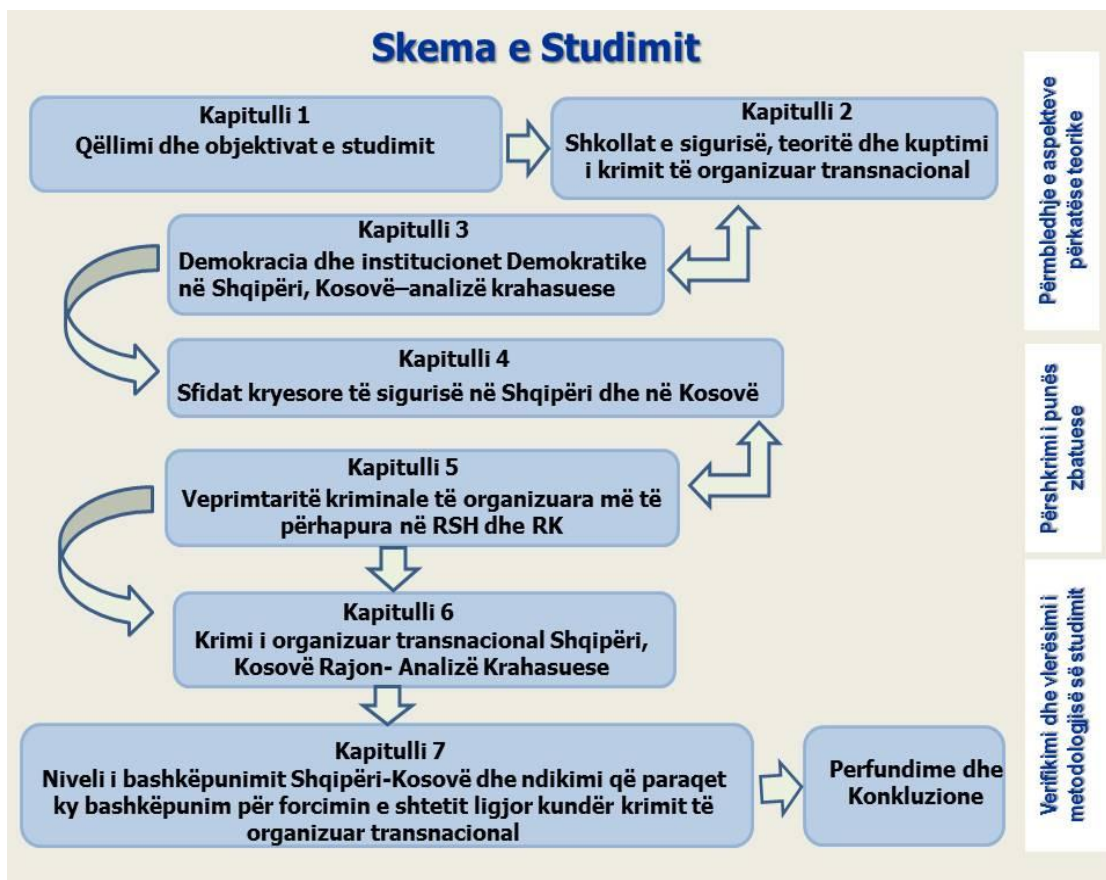 Skema e Studimit
Kapitulli 1
Qëllimi dhe objektivat e studimit
Kapitulli 2
Shkollat e sigurisë, teoritë dhe kuptimi
i krimit të organizuar transnacional
Kapitulli 3
Demokracia dhe institucionet Demokratike
në Shqipëri, Kosovë–analizë krahasuese
Kapitulli 4
Sfidat kryesore të sigurisë në Shqipëri dhe në Kosovë
Kapitulli 5
Veprimtaritë kriminale të organizuara më të
përhapura në RSH dhe RK
Kapitulli 6
Krimi i organizuar transnacional Shqipëri,
Kosovë Rajon- Analizë Krahasuese
Kapitulli 7
Niveli i bashkëpunimit Shqipëri-Kosovë dhe ndikimi që paraqet
ky bashkëpunim për forcimin e shtetit ligjor kundër krimit të
organizuar transnacional
Perfundime dhe
Konkluzione
Përmbledhje e aspekteve
përkatëse teorike
Përshkrimi i punës
zbatuese
Verifikimi dhe vlerësimi i
metodologjisë së studimit